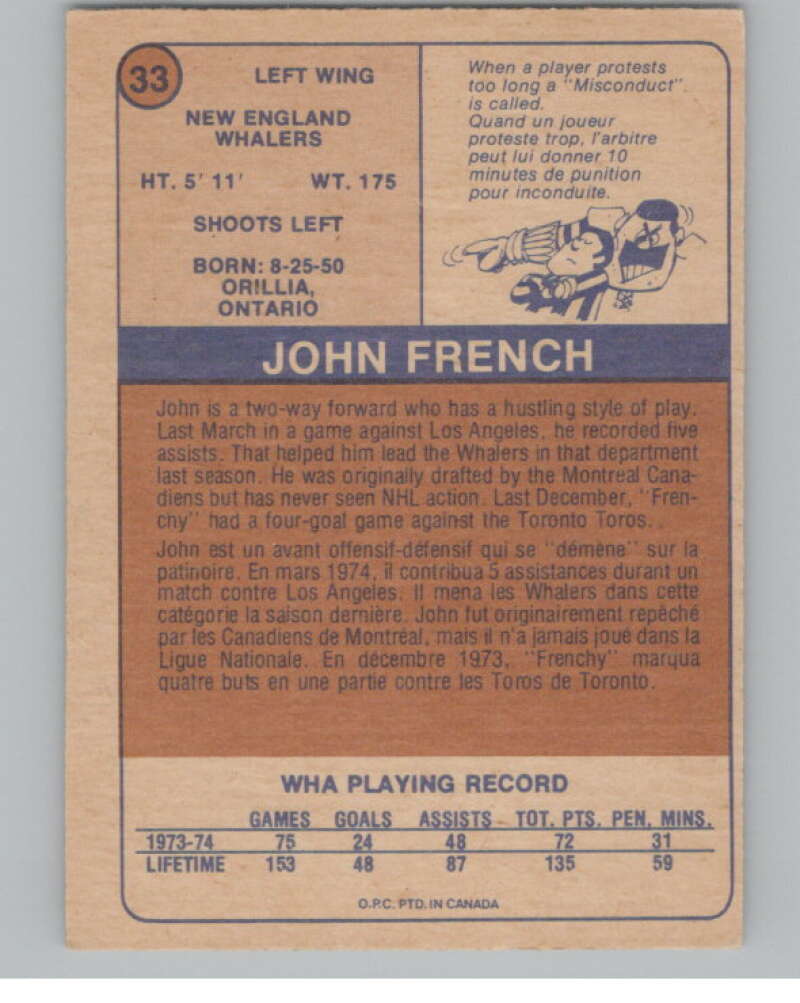 33
LEFT WING
NEW ENGLAND
WHALERS
HT. 5' 11' WT. 175
SHOOTS LEFT
BORN: 8-25-50
ORILLIA,
ONTARIO
When a player protests
too long a "Misconduct".
is called.
Quand un joueur
proteste trop, l'arbitre
peut lui donner 10
minutes de punition
pour inconduite.
JOHN FRENCH
John is a two-way forward who has a hustling style of play.
Last March in a game against Los Angeles, he recorded five
assists. That helped him lead the Whalers in that department
last season. He was originally drafted by the Montreal Cana-
diens but has never seen NHL action. Last December, "Fren-
chy" had a four-goal game against the Toronto Toros.
John est un avant offensif-défensif qui se "démène" sur la
patinoire. En mars 1974, il contribua 5 assistances durant un
match contre Los Angeles. Il mena les Whalers dans cette
catégorie la saison dernière. John fut originairement repêché
par les Canadiens de Montréal, mais il n'a jamais joué dans la
Ligue Nationale. En décembre 1973, "Frenchy" marqua
quatre buts en une partie contre les Toros de Toronto.
WHA PLAYING RECORD
GAMES GOALS ASSISTS TOT. PTS. PEN. MINS.
1973-74 75 24 48 72 31
LIFETIME 153 48 87 135 59
O.P.C. PTD. IN CANADA